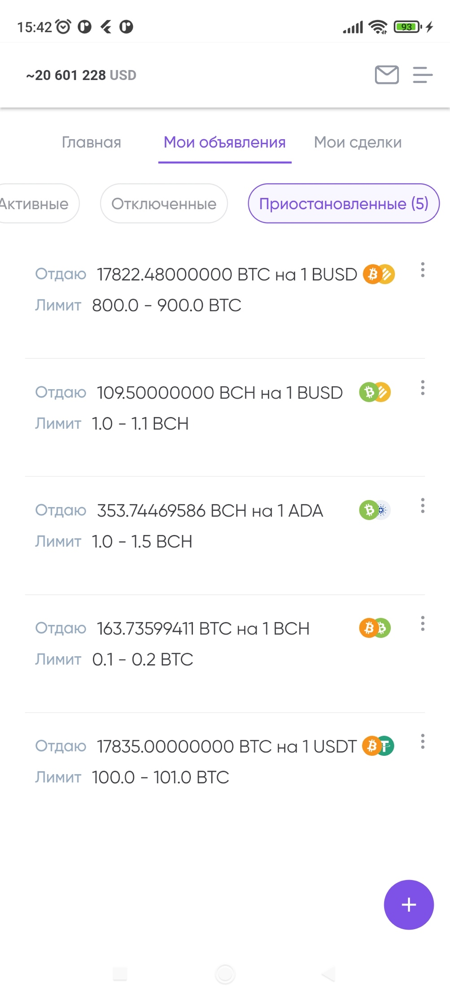 15:42
93
~20 601 228 USD
Главная Мои объявления Мои сделки
Активные Отключенные Приостановленные (5)
Отдаю 17822.48000000 BTC на 1 BUSD
Лимит 800.0 - 900.0 BTC
Отдаю 109.50000000 BCH на 1 BUSD
Лимит 1.0 - 1.1 BCH
Отдаю 353.74469586 BCH на 1 ADA
Лимит 1.0 - 1.5 BCH
Отдаю 163.73599411 BTC на 1 BCH
Лимит 0.1 - 0.2 BTC
Отдаю 17835.00000000 BTC на 1 USDT
Лимит 100.0 - 101.0 BTC